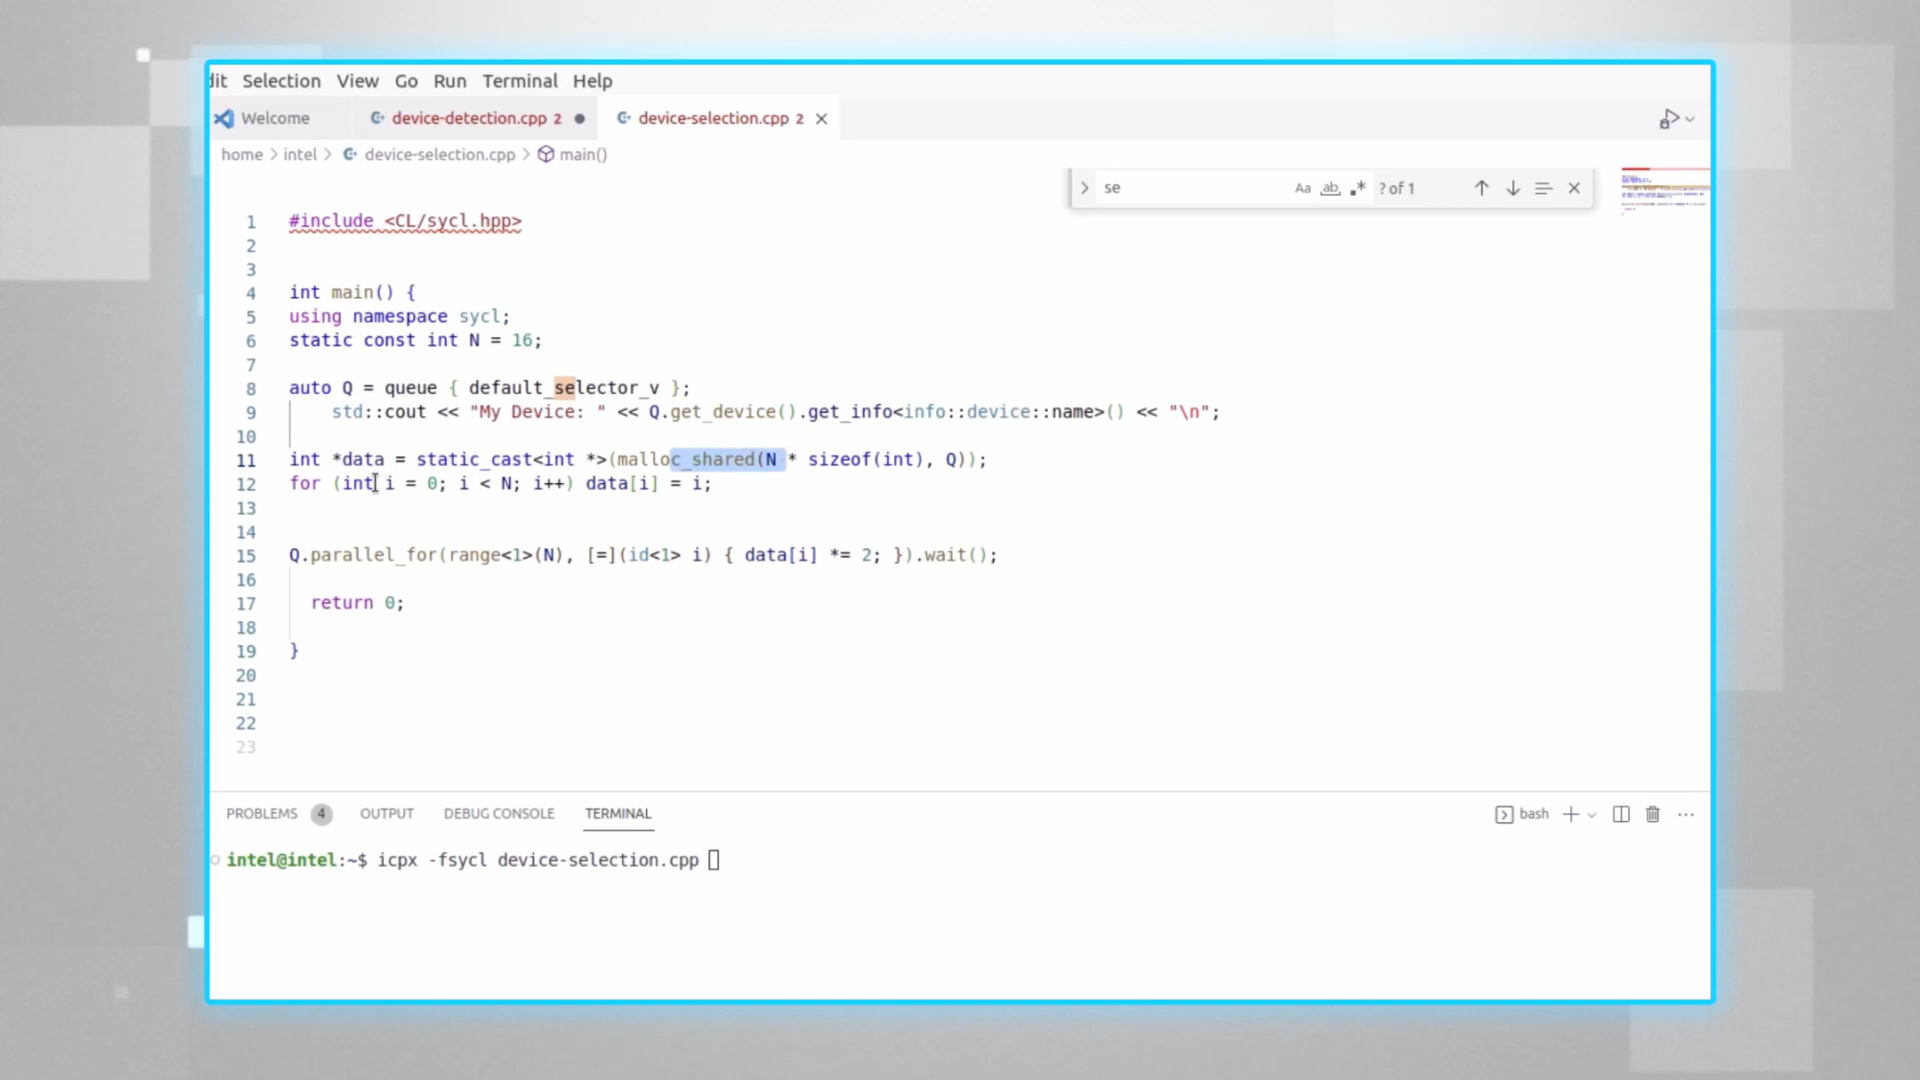 dit Selection View Go Run Terminal Help
Welcome device-detection.cpp 2 device-selection.cpp 2
home > intel > device-selection.cpp > main()
se Aa ab .* ? of 1
1 #include <CL/sycl.hpp>
2
3
4 int main() {
5 using namespace sycl;
6 static const int N = 16;
7
8 auto Q = queue { default_selector_v };
9 std::cout << "My Device: " << Q.get_device().get_info<info::device::name>() << "\n";
10
11 int *data = static_cast<int *>(malloc_shared(N * sizeof(int), Q));
12 for (int i = 0; i < N; i++) data[i] = i;
13
14
15 Q.parallel_for(range<1>(N), [=](id<1> i) { data[i] *= 2; }).wait();
16
17 return 0;
18
19 }
20
21
22
23
PROBLEMS 4 OUTPUT DEBUG CONSOLE TERMINAL bash
intel@intel:~$ icpx -fsycl device-selection.cpp